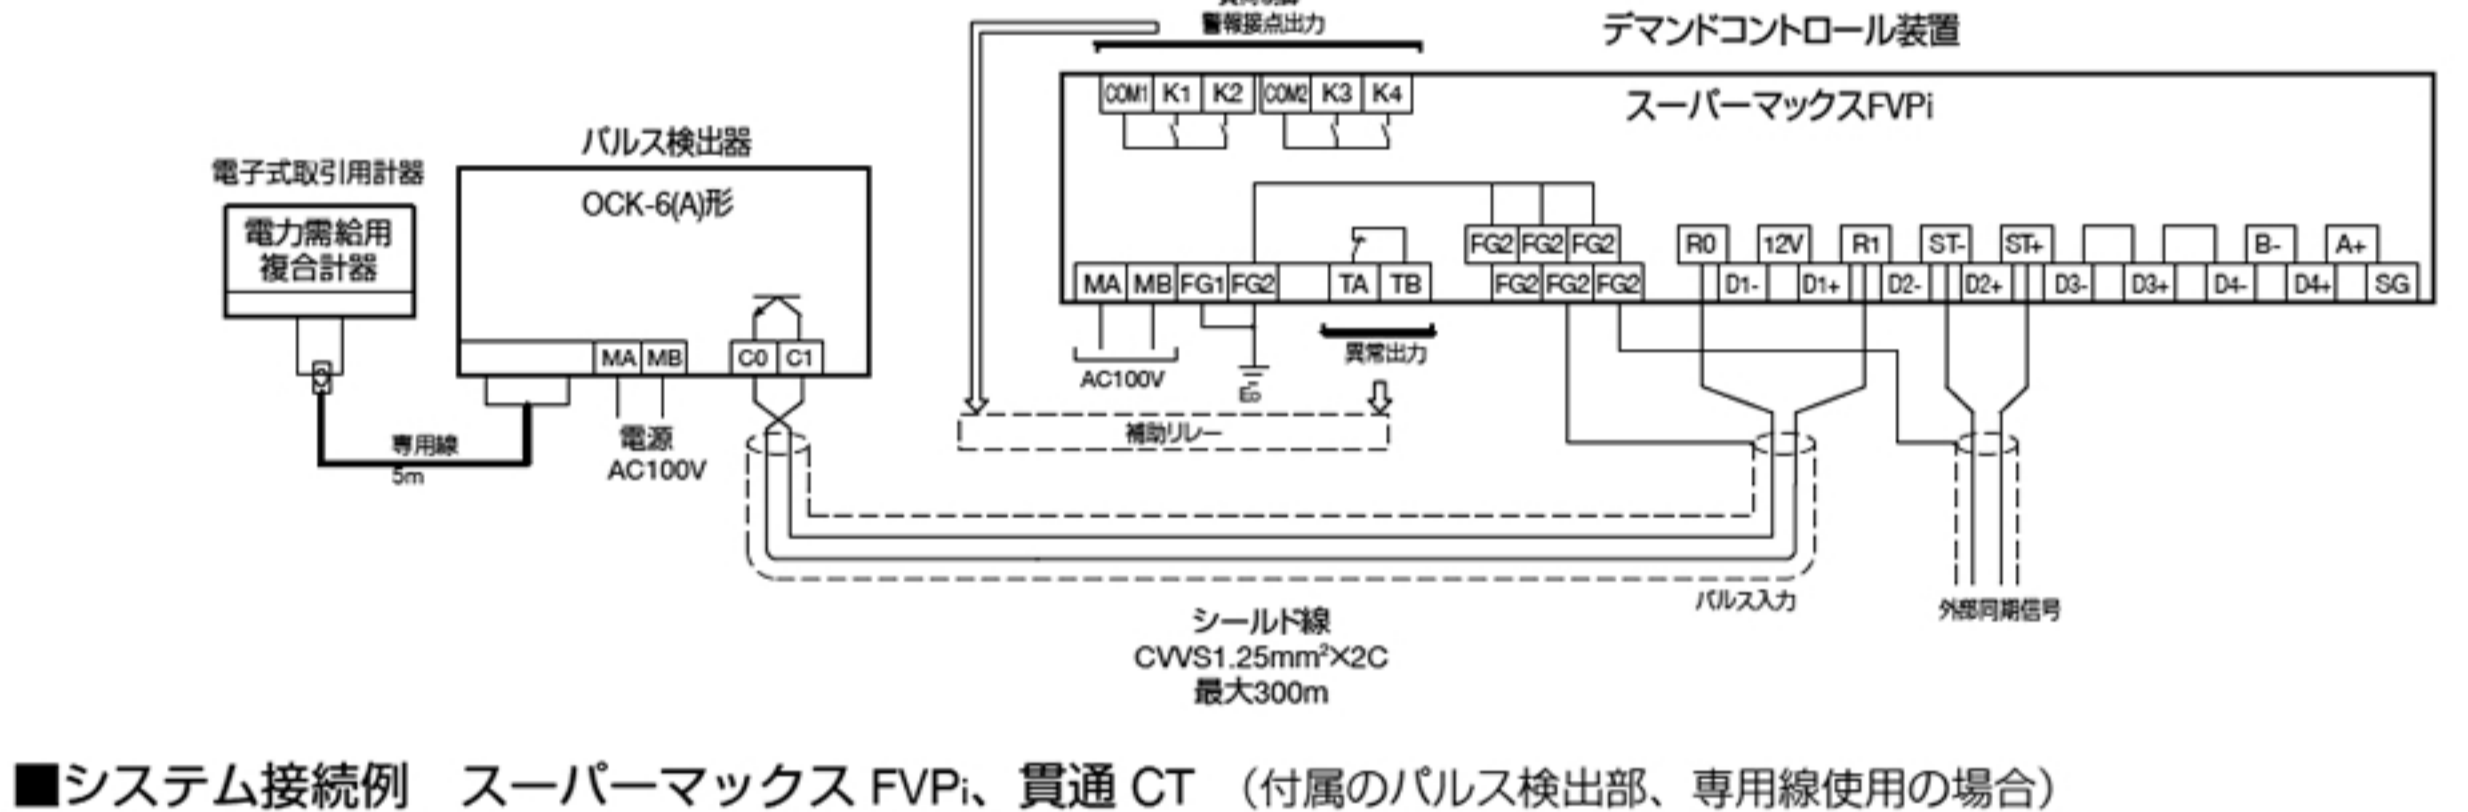 警報接点出力
デマンドコントロール装置
スーパーマックスFVPi
COM1 K1 K2 COM2 K3 K4
パルス検出器
OCK-6(A)形
電子式取引用計器
電力需給用
複合計器
FG2 FG2 FG2 R0 12V R1 ST- ST+ B- A+
MA MB FG1 FG2 TA TB FG2 FG2 FG2 D1- D1+ D2- D2+ D3- D3+ D4- D4+ SG
MA MB C0 C1
AC100V
E₀
異常出力
補助リレー
専用線
5m
電源
AC100V
パルス入力
外部同期信号
シールド線
CVVS1.25mm²×2C
最大300m
■システム接続例 スーパーマックス FVPi、貫通 CT （付属のパルス検出部、専用線使用の場合）